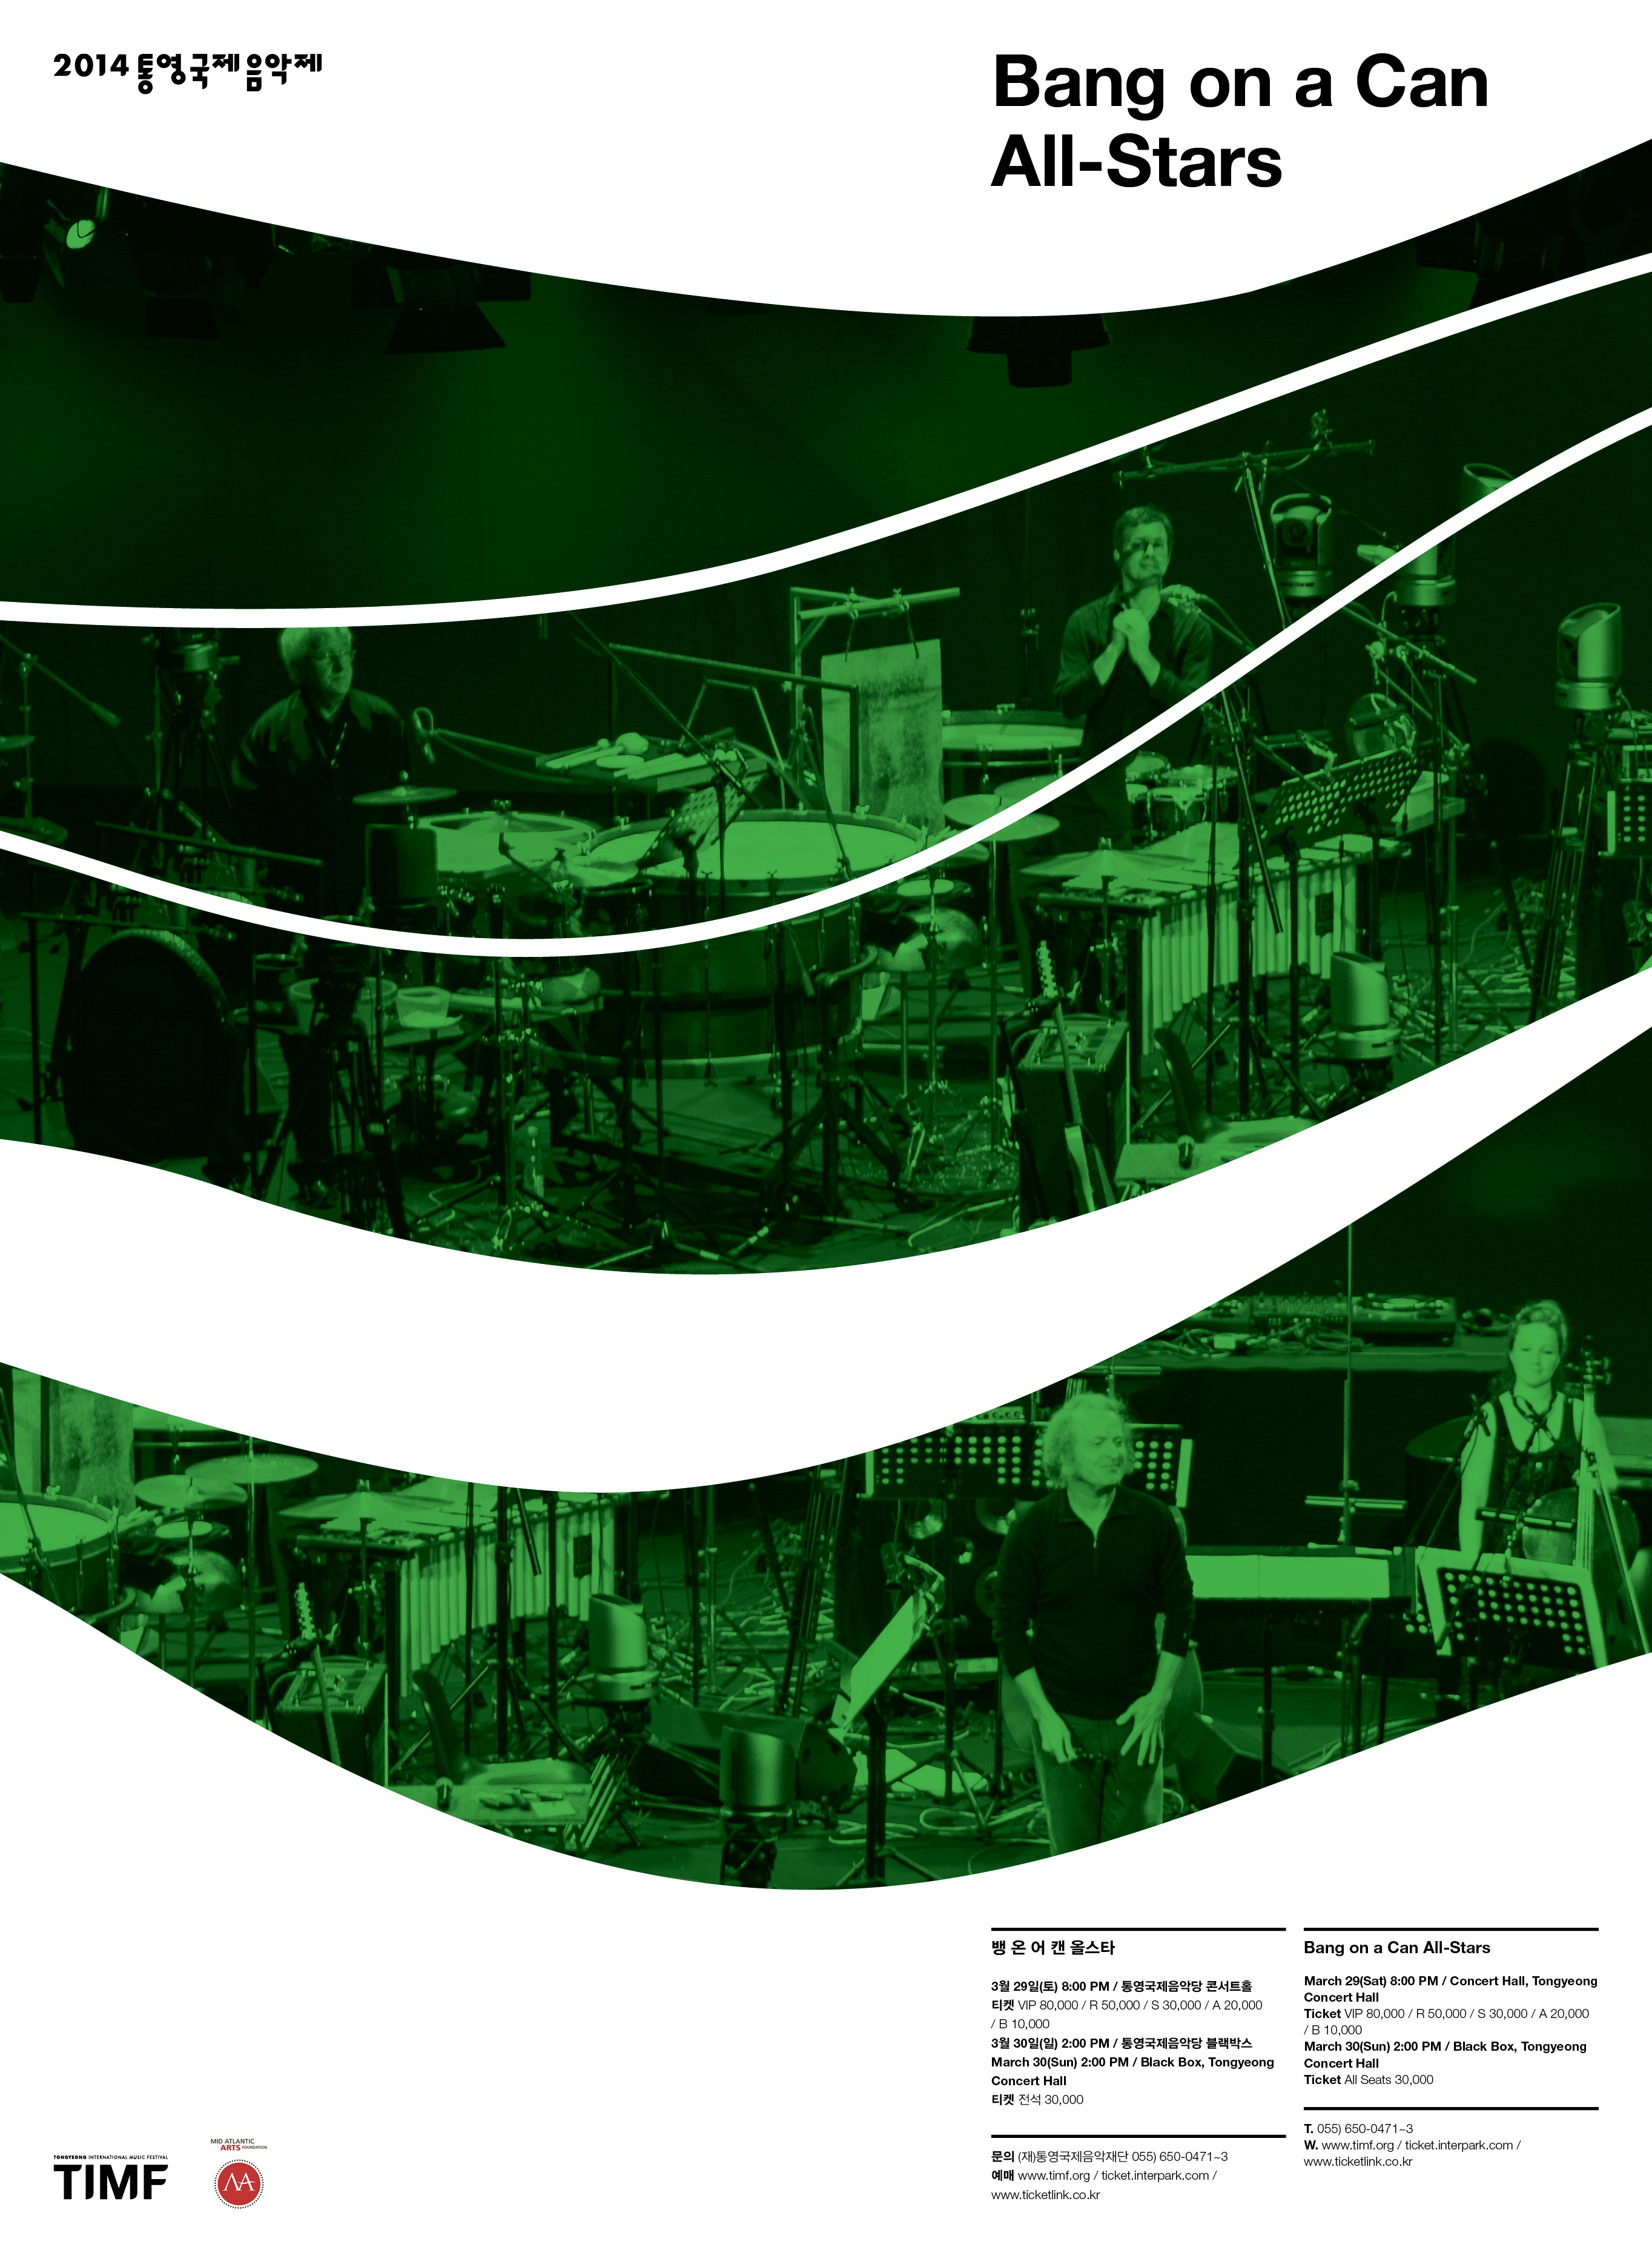 2014 통영국제음악제
Bang on a Can
All-Stars
뱅 온 어 캔 올스타
3월 29일(토) 8:00 PM / 통영국제음악당 콘서트홀
티켓 VIP 80,000 / R 50,000 / S 30,000 / A 20,000
/ B 10,000
3월 30일(일) 2:00 PM / 통영국제음악당 블랙박스
March 30(Sun) 2:00 PM / Black Box, Tongyeong
Concert Hall
티켓 전석 30,000
문의 (재)통영국제음악재단 055) 650-0471~3
예매 www.timf.org / ticket.interpark.com /
www.ticketlink.co.kr
Bang on a Can All-Stars
March 29(Sat) 8:00 PM / Concert Hall, Tongyeong
Concert Hall
Ticket VIP 80,000 / R 50,000 / S 30,000 / A 20,000
/ B 10,000
March 30(Sun) 2:00 PM / Black Box, Tongyeong
Concert Hall
Ticket All Seats 30,000
T. 055) 650-0471~3
W. www.timf.org / ticket.interpark.com /
www.ticketlink.co.kr
TONGYEONG INTERNATIONAL MUSIC FESTIVAL
TIMF
MID ATLANTIC
ARTS FOUNDATION